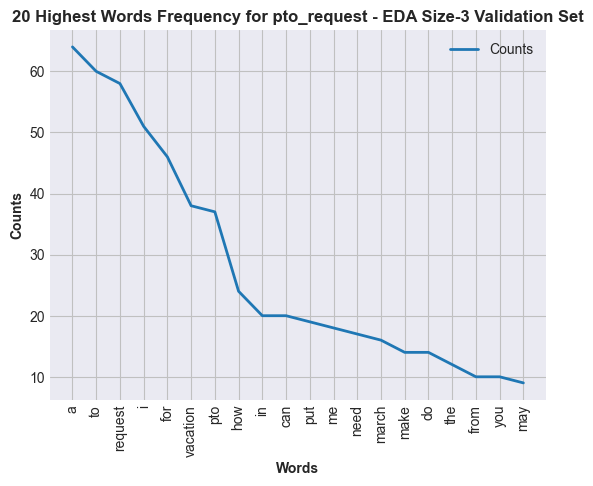 20 Highest Words Frequency for pto_request - EDA Size-3 Validation Set
Counts
60
50
40
30
20
10
Counts
a
to
request
i
for
vacation
pto
how
in
can
put
me
need
march
make
do
the
from
you
may
Words